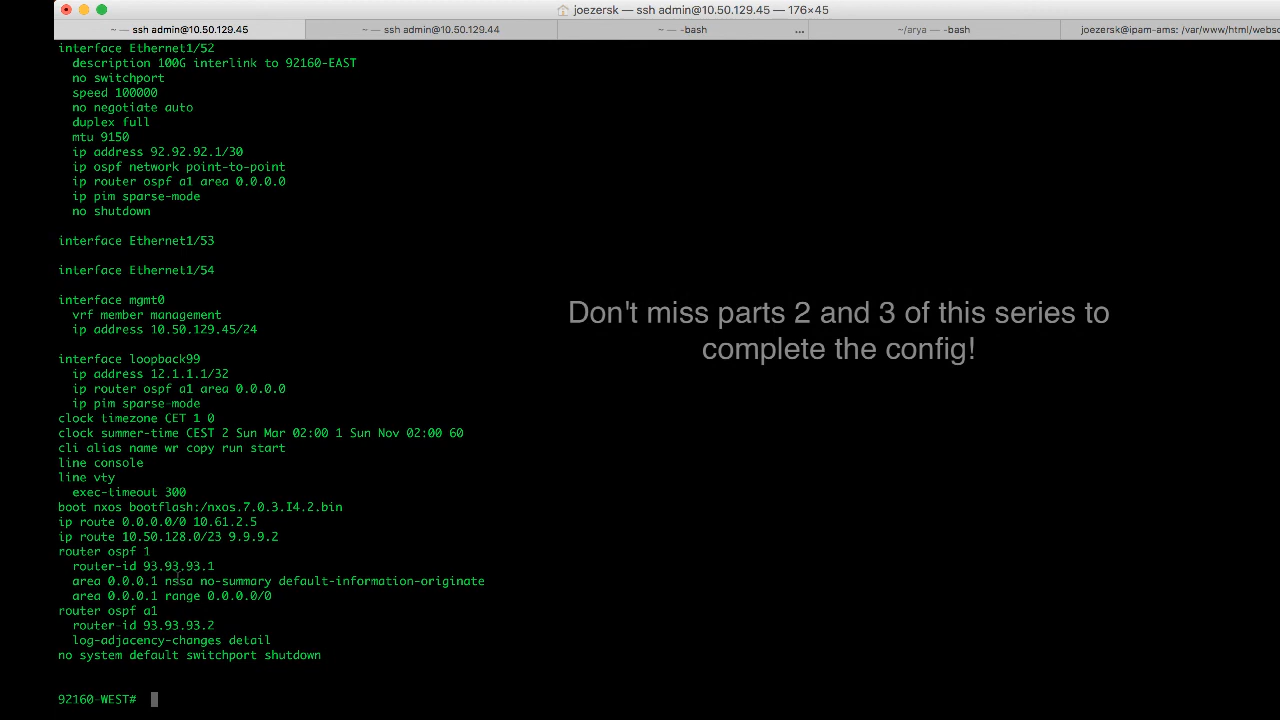 joezersk — ssh admin@10.50.129.45 — 176×45
~ — ssh admin@10.50.129.45
~ — ssh admin@10.50.129.44
~ — -bash
...
~/arya — -bash
joezersk@ipam-ams: /var/www/html/webso
interface Ethernet1/52
description 100G interlink to 92160-EAST
no switchport
speed 100000
no negotiate auto
duplex full
mtu 9150
ip address 92.92.92.1/30
ip ospf network point-to-point
ip router ospf a1 area 0.0.0.0
ip pim sparse-mode
no shutdown
interface Ethernet1/53
interface Ethernet1/54
interface mgmt0
vrf member management
ip address 10.50.129.45/24
interface loopback99
ip address 12.1.1.1/32
ip router ospf a1 area 0.0.0.0
ip pim sparse-mode
clock timezone CET 1 0
clock summer-time CEST 2 Sun Mar 02:00 1 Sun Nov 02:00 60
cli alias name wr copy run start
line console
line vty
exec-timeout 300
boot nxos bootflash:/nxos.7.0.3.I4.2.bin
ip route 0.0.0.0/0 10.61.2.5
ip route 10.50.128.0/23 9.9.9.2
router ospf 1
router-id 93.93.93.1
area 0.0.0.1 nssa no-summary default-information-originate
area 0.0.0.1 range 0.0.0.0/0
router ospf a1
router-id 93.93.93.2
log-adjacency-changes detail
no system default switchport shutdown
92160-WEST#
Don't miss parts 2 and 3 of this series to
complete the config!